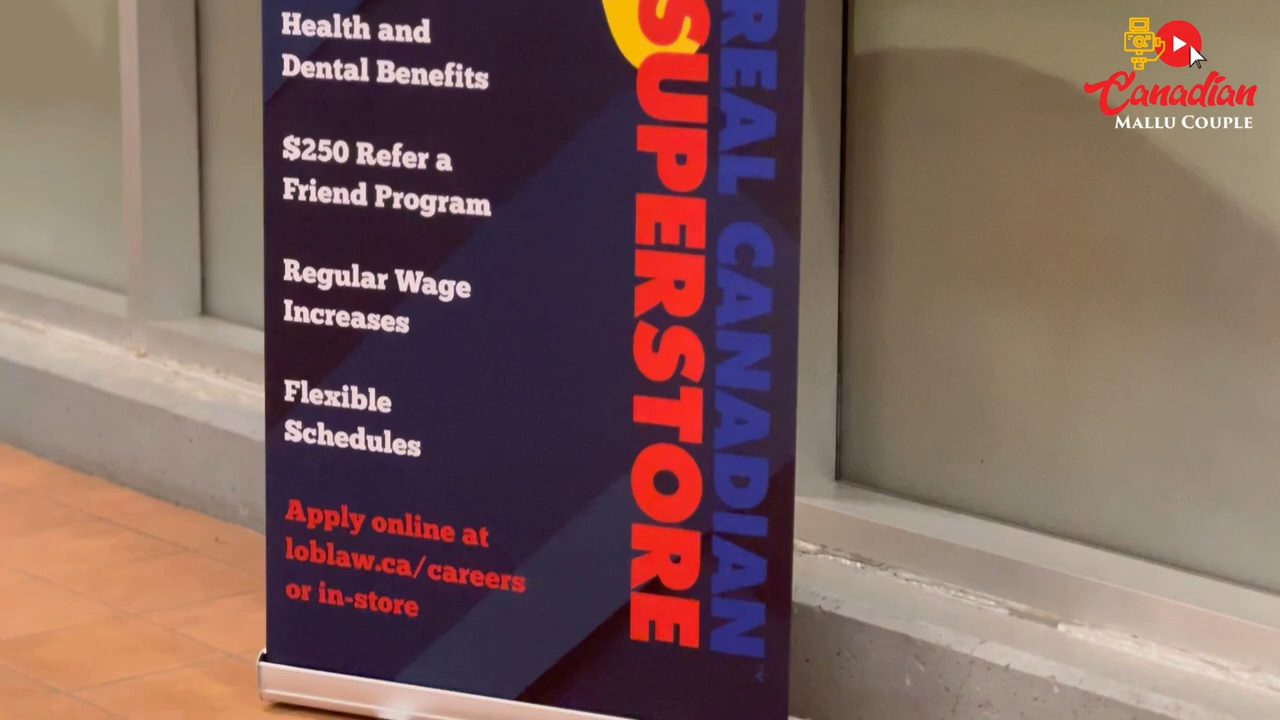 Health and
Dental Benefits
$250 Refer a
Friend Program
Regular Wage
Increases
Flexible
Schedules
Apply online at
loblaw.ca/careers
or in-store
REAL CANADIAN
SUPERSTORE
Canadian
MALLU COUPLE